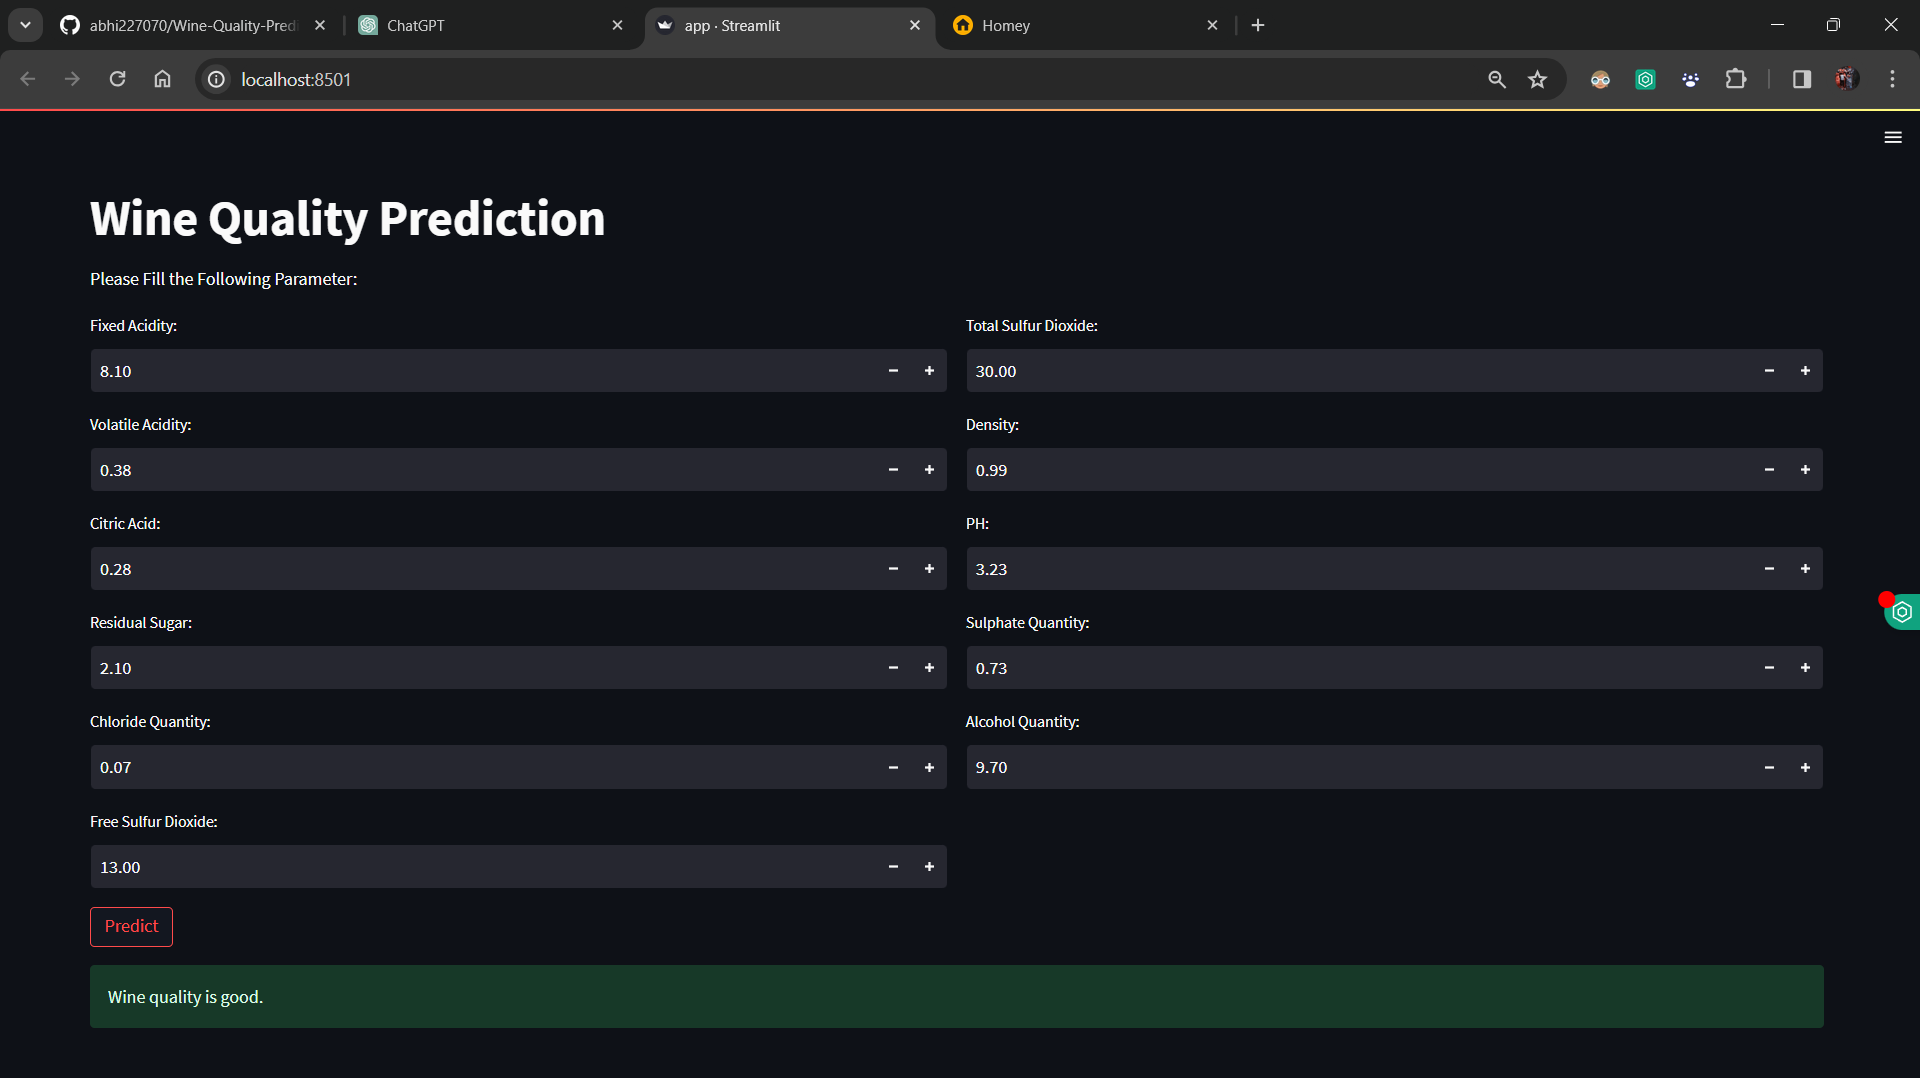 abhi227070/Wine-Quality-Predi
ChatGPT
app · Streamlit
Homey
localhost:8501
Wine Quality Prediction
Please Fill the Following Parameter:
Fixed Acidity:
8.10
Volatile Acidity:
0.38
Citric Acid:
0.28
Residual Sugar:
2.10
Chloride Quantity:
0.07
Free Sulfur Dioxide:
13.00
Total Sulfur Dioxide:
30.00
Density:
0.99
PH:
3.23
Sulphate Quantity:
0.73
Alcohol Quantity:
9.70
Predict
Wine quality is good.